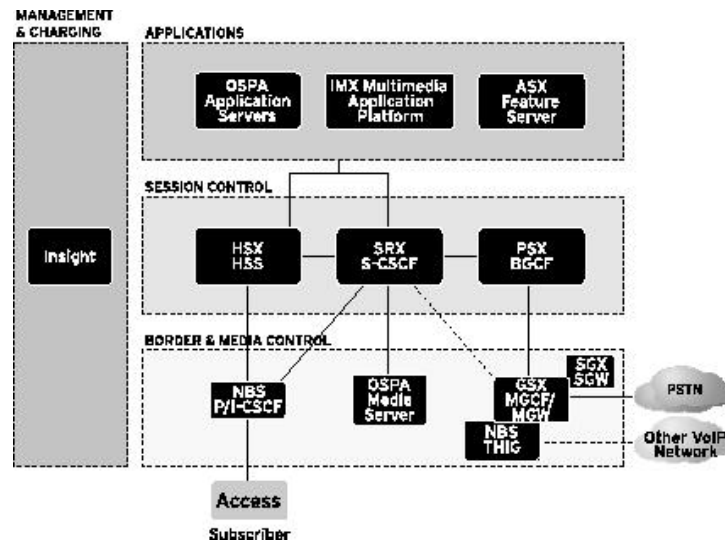 MANAGEMENT
& CHARGING
APPLICATIONS
OSPA
Application
Servers
IMX Multimedia
Application
Platform
ASX
Feature
Server
SESSION CONTROL
Insight
HSX
HSS
SRX
S-CSCF
PSX
BGCF
BORDER & MEDIA CONTROL
NBS
P/I-CSCF
OSPA
Media
Server
GSX
MGCF/
MGW
SGX
SGW
NBS
THIG
PSTN
Other VoIP
Network
Access
Subscriber